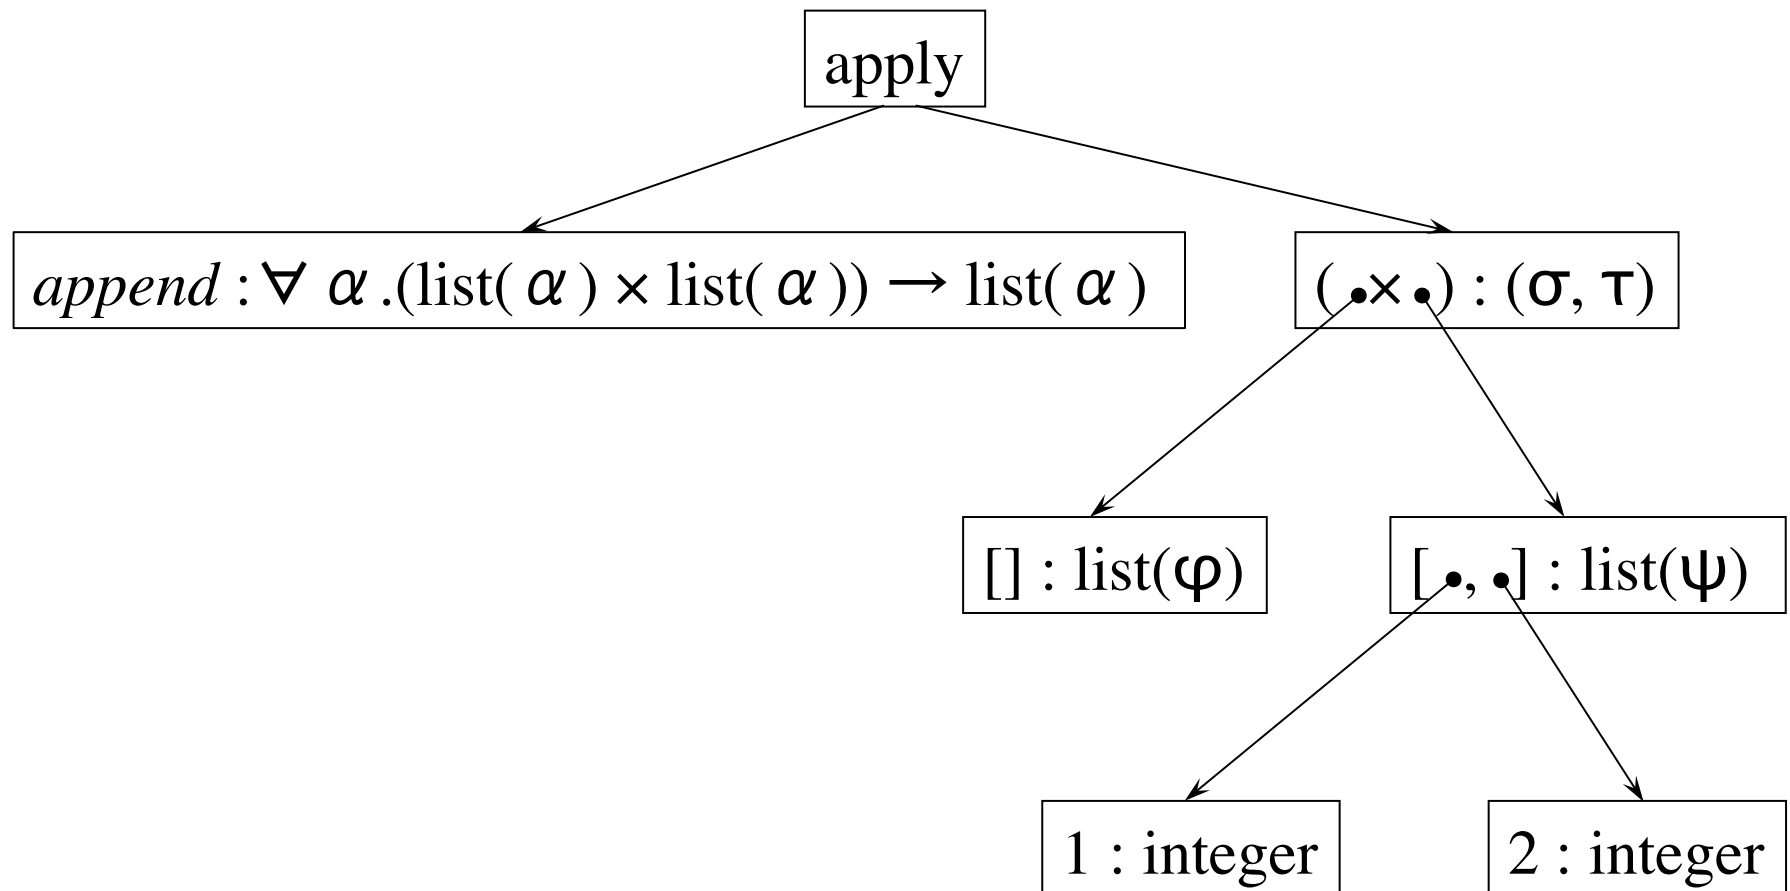 apply
append : ∀ α .(list( α ) × list( α )) → list( α )
( •× •) : (σ, τ)
[] : list(φ)
[ •, •] : list(ψ)
1 : integer
2 : integer